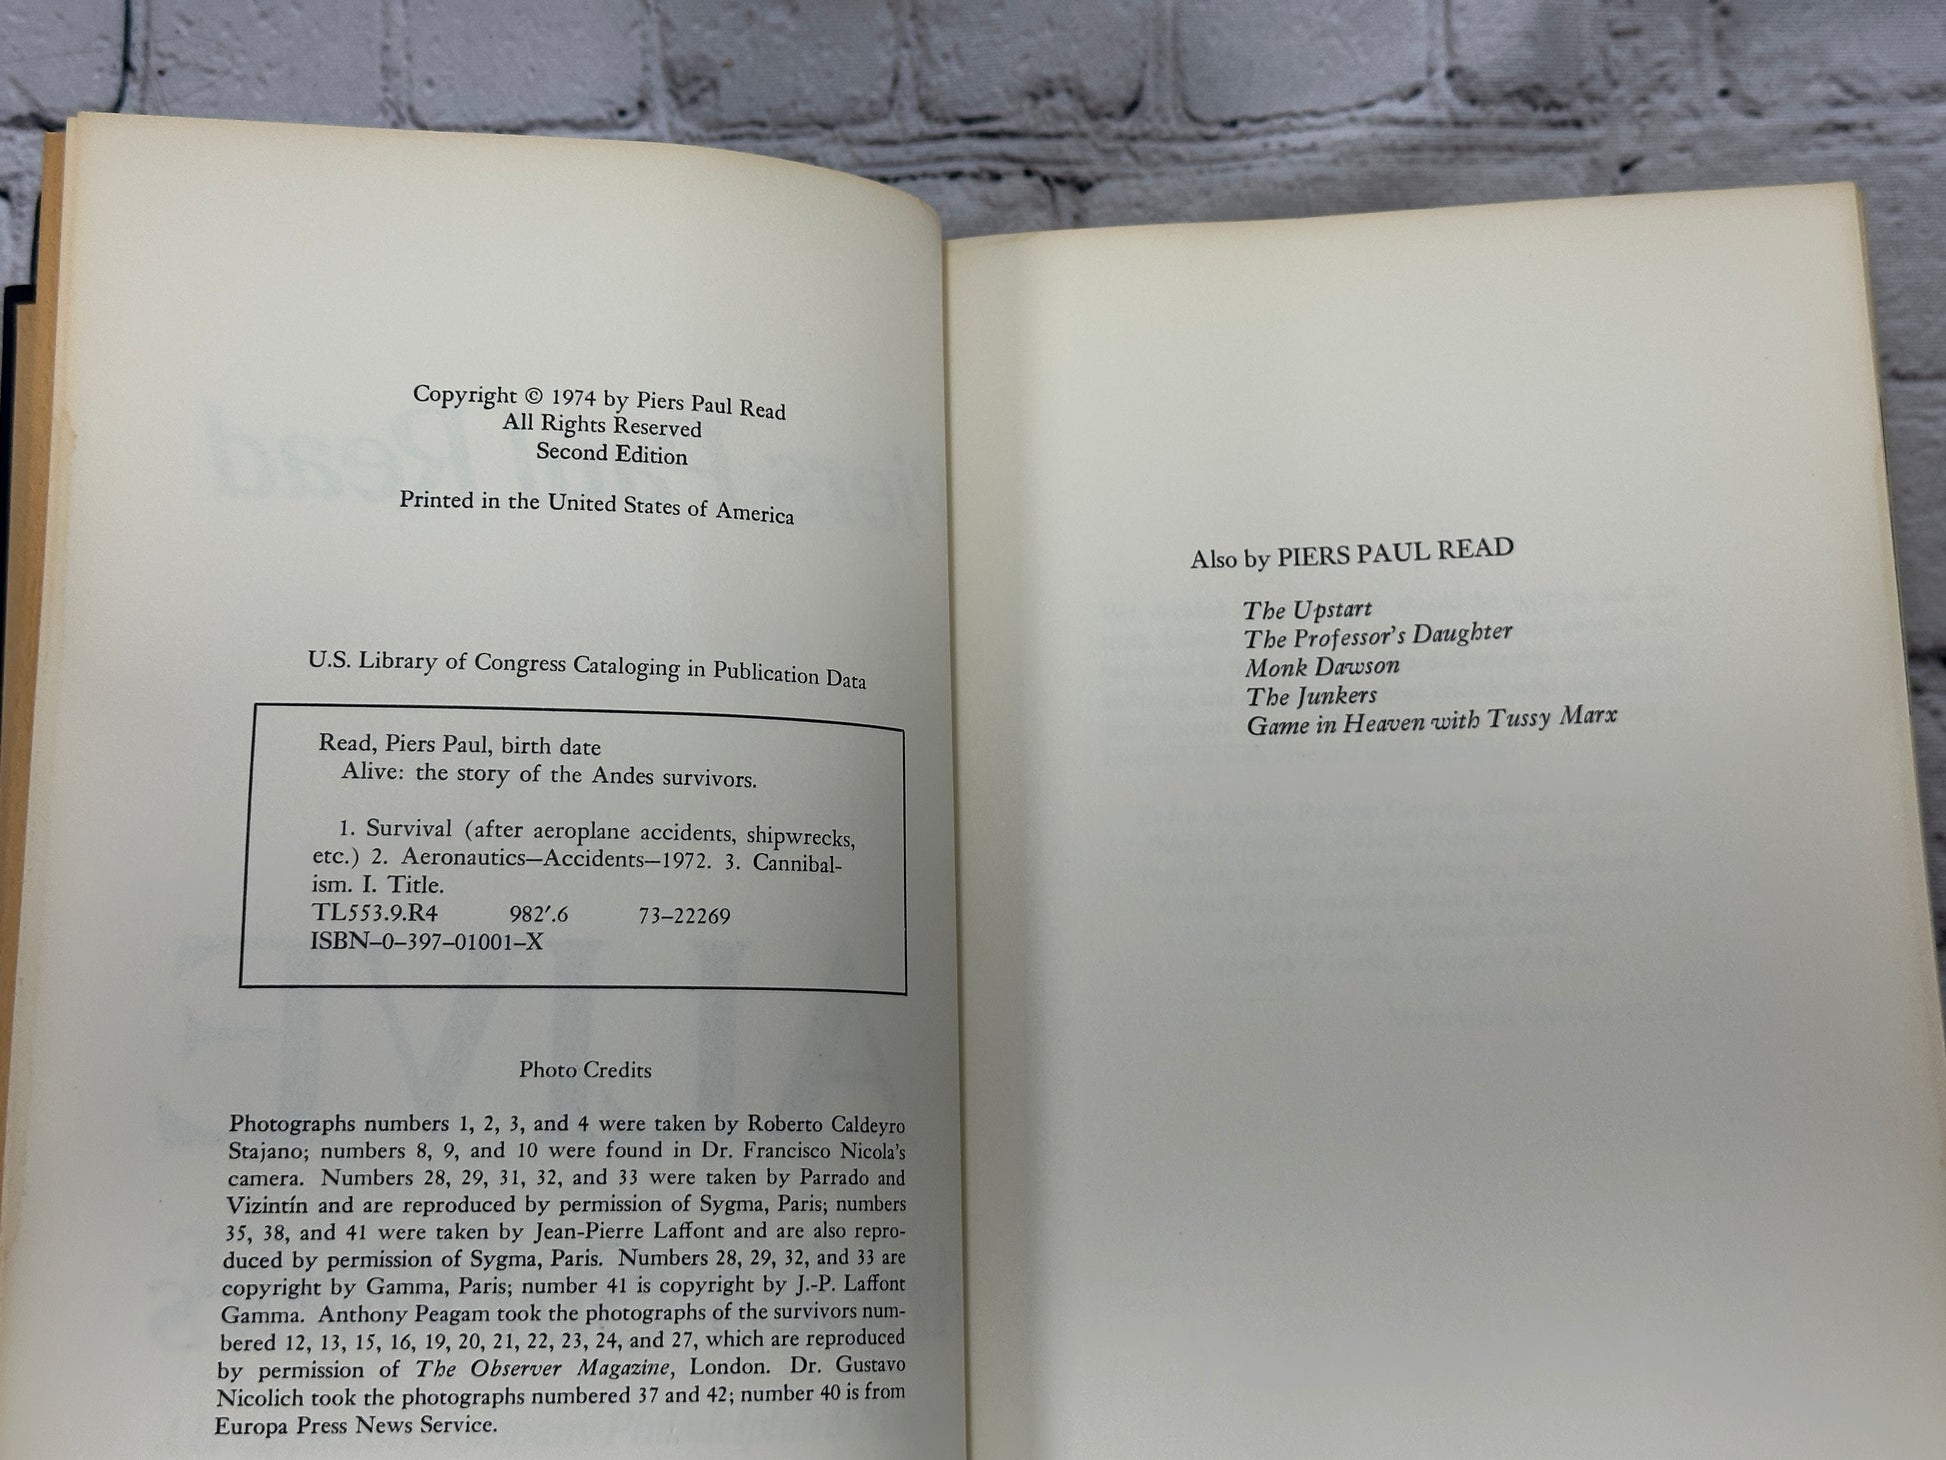 Copyright © 1974 by Piers Paul Read
All Rights Reserved
Second Edition
Printed in the United States of America
U.S. Library of Congress Cataloging in Publication Data
Read, Piers Paul, birth date
Alive: the story of the Andes survivors.
1. Survival (after aeroplane accidents, shipwrecks,
etc.) 2. Aeronautics—Accidents—1972. 3. Cannibal-
ism. I. Title.
TL553.9.R4 982'.6 73–22269
ISBN–0–397–01001–X
Photo Credits
Photographs numbers 1, 2, 3, and 4 were taken by Roberto Caldeyro
Stajano; numbers 8, 9, and 10 were found in Dr. Francisco Nicola's
camera. Numbers 28, 29, 31, 32, and 33 were taken by Parrado and
Vizintín and are reproduced by permission of Sygma, Paris; numbers
35, 38, and 41 were taken by Jean-Pierre Laffont and are also repro-
duced by permission of Sygma, Paris. Numbers 28, 29, 32, and 33 are
copyright by Gamma, Paris; number 41 is copyright by J.-P. Laffont
Gamma. Anthony Peagam took the photographs of the survivors num-
bered 12, 13, 15, 16, 19, 20, 21, 22, 23, 24, and 27, which are reproduced
by permission of The Observer Magazine, London. Dr. Gustavo
Nicolich took the photographs numbered 37 and 42; number 40 is from
Europa Press News Service.
Also by PIERS PAUL READ
The Upstart
The Professor's Daughter
Monk Dawson
The Junkers
Game in Heaven with Tussy Marx